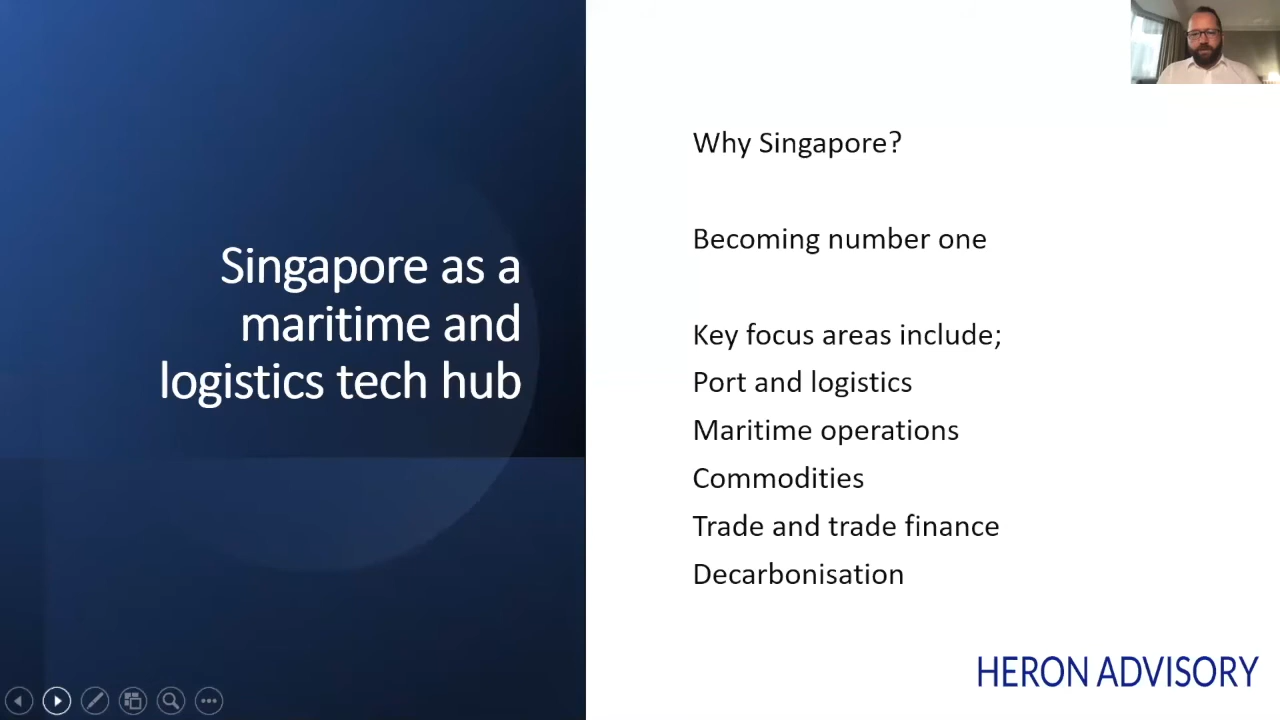 Singapore as a
maritime and
logistics tech hub
Why Singapore?
Becoming number one
Key focus areas include;
Port and logistics
Maritime operations
Commodities
Trade and trade finance
Decarbonisation
HERON ADVISORY